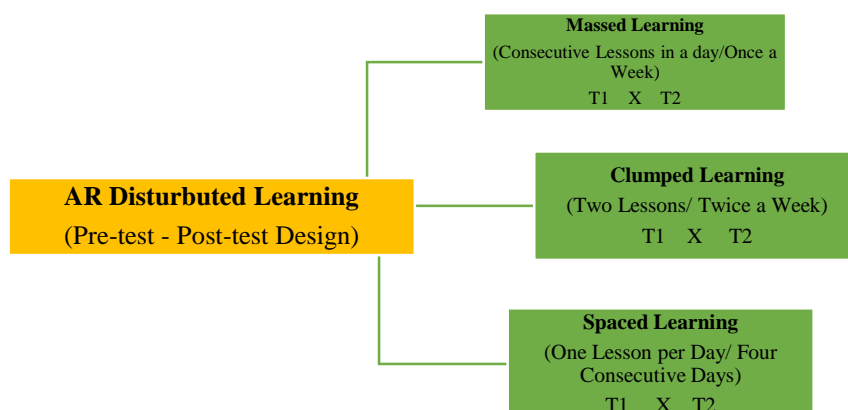 Massed Learning
(Consecutive Lessons in a day/Once a
Week)
T1 X T2
AR Disturbuted Learning
(Pre-test - Post-test Design)
Clumped Learning
(Two Lessons/ Twice a Week)
T1 X T2
Spaced Learning
(One Lesson per Day/ Four
Consecutive Days)
T1 X T2